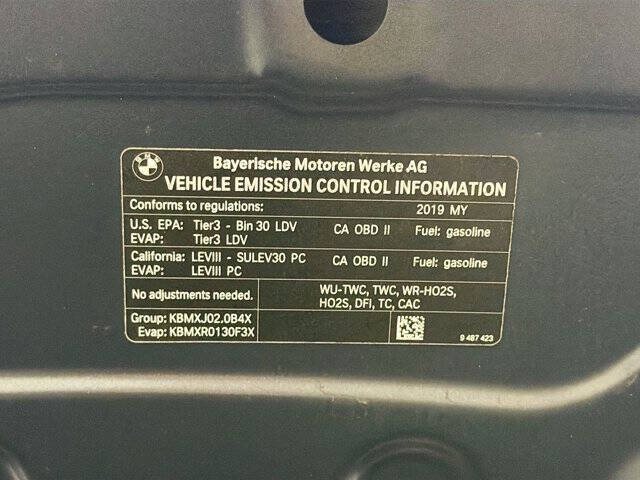 BMW
Bayerische Motoren Werke AG
VEHICLE EMISSION CONTROL INFORMATION
Conforms to regulations: 2019 MY
U.S. EPA: Tier3 - Bin 30 LDV CA OBD II Fuel: gasoline
EVAP: Tier3 LDV
California: LEVIII - SULEV30 PC CA OBD II Fuel: gasoline
EVAP: LEVIII PC
No adjustments needed. WU-TWC, TWC, WR-HO2S,
HO2S, DFI, TC, CAC
Group: KBMXJ02.0B4X
Evap: KBMXR0130F3X 9 487 423